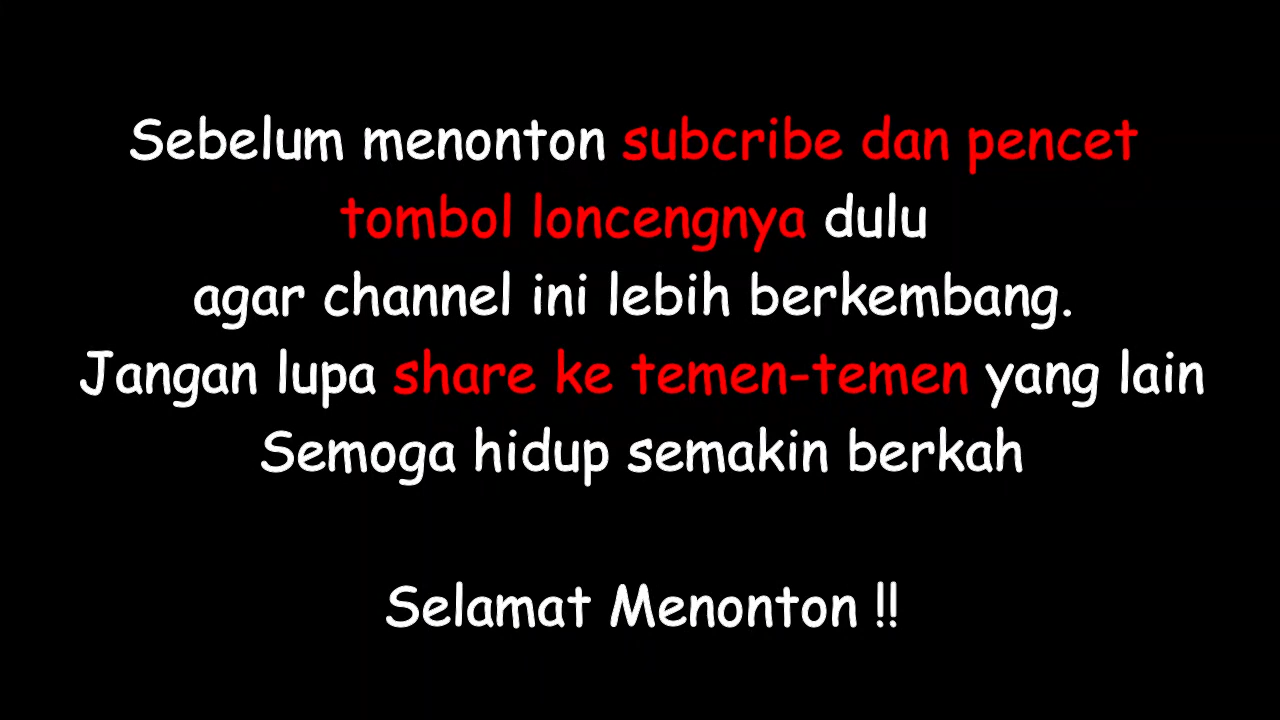 Sebelum menonton subcribe dan pencet
tombol loncengnya dulu
agar channel ini lebih berkembang.
Jangan lupa share ke temen-temen yang lain
Semoga hidup semakin berkah
Selamat Menonton !!